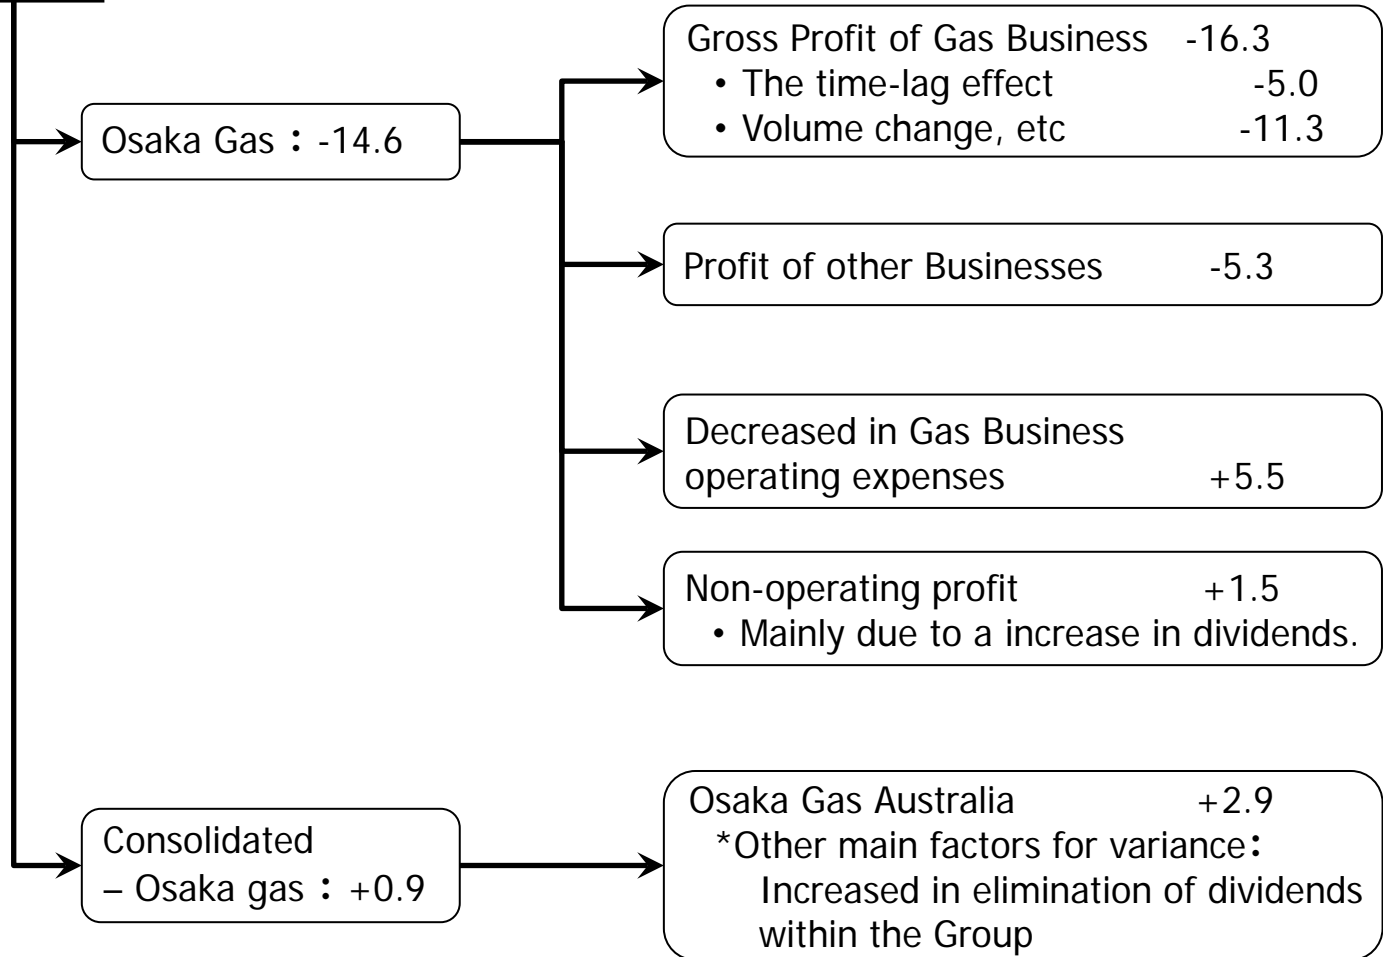 Gross Profit of Gas Business -16.3
• The time-lag effect -5.0
• Volume change, etc -11.3
Osaka Gas : -14.6
Profit of other Businesses -5.3
Decreased in Gas Business
operating expenses +5.5
Non-operating profit +1.5
• Mainly due to a increase in dividends.
Consolidated
– Osaka gas : +0.9
Osaka Gas Australia +2.9
*Other main factors for variance:
Increased in elimination of dividends
within the Group